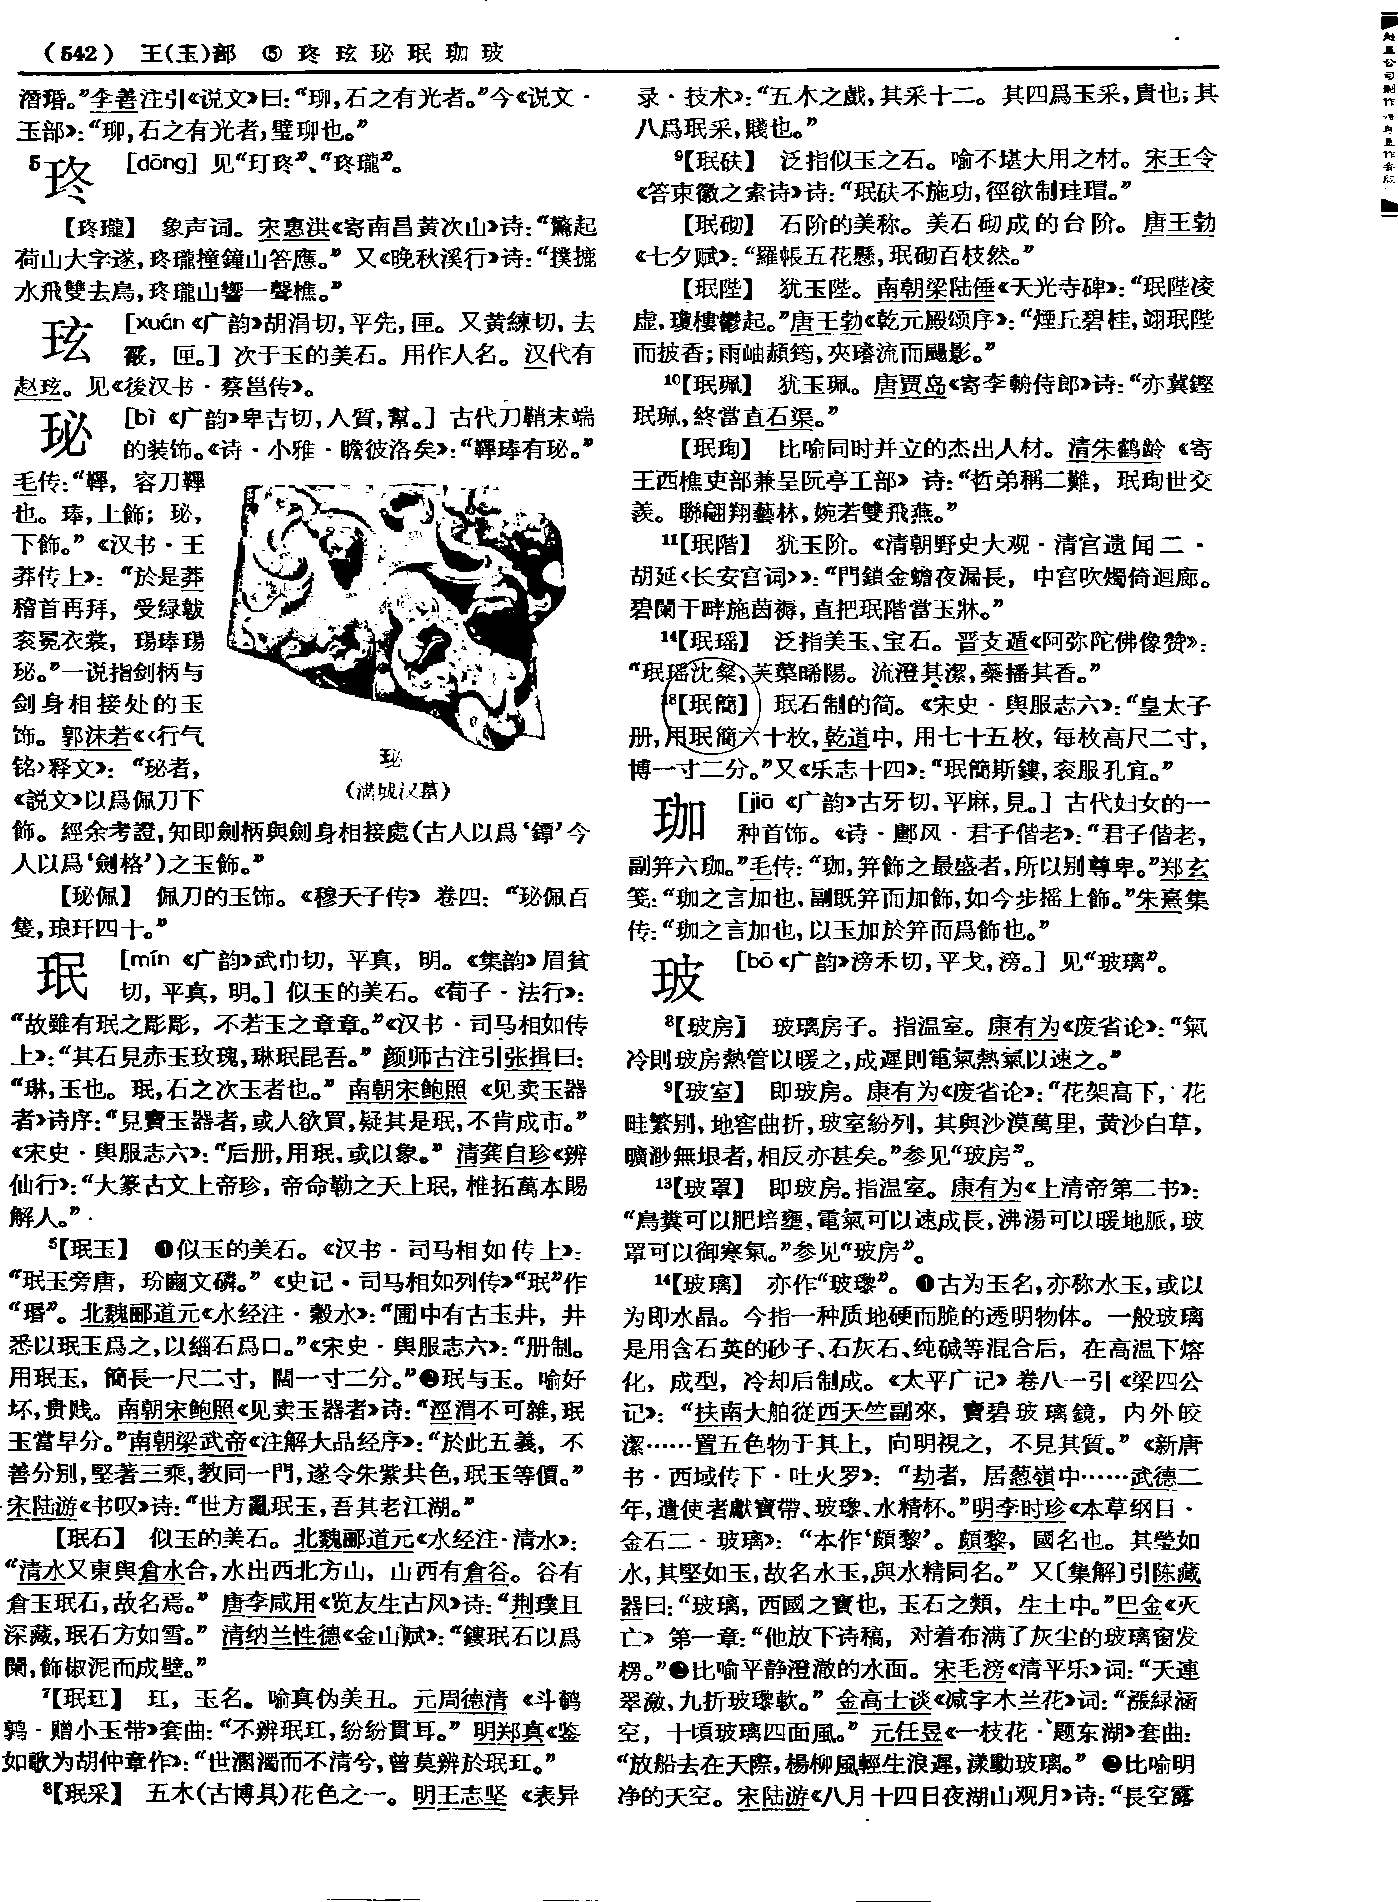 (542) 王(玉)部 ⑤ 玤 玹 珌 珉 珈 玻
潛瑉。”李善注引《说文》曰：“珋，石之有光者。”今《说文·
玉部》：“珋，石之有光者，璧珋也。”
5 𤥽 [dōng] 见“玎𤥽”、“𤥽瓏”。
【𤥽瓏】 象声词。宋惠洪《寄南昌黄次山》诗：“驚起
荷山大字遂，𤥽瓏撞鐘山答應。” 又《晚秋溪行》诗：“撲摭
水飛雙去鳥，𤥽瓏山響一聲樵。”
玹 [xuán《广韵》胡涓切，平先，匣。又黄練切，去
霰，匣。] 次于玉的美石。用作人名。汉代有
赵玹。见《後汉书·蔡邕传》。
珌 [bì《广韵》卑吉切，入質，幫。] 古代刀鞘末端
的装饰。《诗·小雅·瞻彼洛矣》：“鞸琫有珌。”
毛传：“鞸，容刀鞸
也。琫，上飾；珌，
下飾。”《汉书·王
莽传上》：“於是莽
稽首再拜，受緑韍
衮冕衣裳，瑒琫瑒
珌。”一说指剑柄与
剑身相接处的玉
饰。郭沫若《〈行气
铭〉释文》：“珌者，
《說文》以爲佩刀下
飾。經余考證，知即劍柄與劍身相接處(古人以爲‘鐔’今
人以爲‘劍格’)之玉飾。”
珌
(满城汉墓)
【珌佩】 佩刀的玉饰。《穆天子传》卷四：“珌佩百
隻，琅玕四十。”
珉 [mín《广韵》武巾切，平真，明。《集韵》眉貧
切，平真，明。] 似玉的美石。《荀子·法行》：
“故雖有珉之彫彫，不若玉之章章。”《汉书·司马相如传
上》：“其石見赤玉玫瑰，琳珉昆吾。” 颜师古注引张揖曰：
“琳，玉也。珉，石之次玉者也。” 南朝宋鲍照《见卖玉器
者》诗序：“見賣玉器者，或人欲買，疑其是珉，不肯成市。”
《宋史·舆服志六》：“后册，用珉，或以象。” 清龚自珍《辨
仙行》：“大篆古文上帝珍，帝命勒之天上珉，椎拓萬本賜
解人。”
5【珉玉】 ❶似玉的美石。《汉书·司马相如传上》：
“珉玉旁唐，玢豳文磷。”《史记·司马相如列传》“珉”作
“瑉”。北魏郦道元《水经注·穀水》：“圃中有古玉井，井
悉以珉玉爲之，以緇石爲口。”《宋史·舆服志六》：“册制。
用珉玉，簡長一尺二寸，闊一寸二分。”❷珉与玉。喻好
坏，贵贱。南朝宋鲍照《见卖玉器者》诗：“涇渭不可雜，珉
玉當早分。”南朝梁武帝《注解大品经序》：“於此五義，不
善分别，堅著三乘，教同一門，遂令朱紫共色，珉玉等價。”
宋陆游《书叹》诗：“世方亂珉玉，吾其老江湖。”
【珉石】 似玉的美石。北魏郦道元《水经注·清水》：
“清水又東與倉水合，水出西北方山，山西有倉谷。谷有
倉玉珉石，故名焉。” 唐李咸用《览友生古风》诗：“荆璞且
深藏，珉石方如雪。” 清纳兰性德《金山赋》：“鏤珉石以爲
闌，飾椒泥而成壁。”
7【珉玒】 玒，玉名。喻真伪美丑。元周德清《斗鹌
鹑·赠小玉带》套曲：“不辨珉玒，紛紛貫耳。” 明郑真《鉴
如歌为胡仲章作》：“世溷濁而不清兮，曾莫辨於珉玒。”
8【珉采】 五木(古博具)花色之一。明王志坚《表异
录·技术》：“五木之戲，其采十二。其四爲玉采，貴也；其
八爲珉采，賤也。”
9【珉砆】 泛指似玉之石。喻不堪大用之材。宋王令
《答束徽之索诗》诗：“珉砆不施功，徑欲制珪瑁。”
【珉砌】 石阶的美称。美石砌成的台阶。唐王勃
《七夕赋》：“羅帳五花懸，珉砌百枝然。”
【珉陛】 犹玉陛。南朝梁陆倕《天光寺碑》：“珉陛凌
虚，瓊樓鬱起。”唐王勃《乾元殿颂序》：“煙丘碧桂，翊珉陛
而披香；雨岫頳筠，夾璿流而颺影。”
10【珉珮】 犹玉珮。唐贾岛《寄李輈侍郎》诗：“亦冀鏗
珉珮，終當直石渠。”
【珉珣】 比喻同时并立的杰出人材。清朱鹤龄《寄
王西樵吏部兼呈阮亭工部》诗：“哲弟稱二難，珉珣世交
羨。聯翩翔藝林，婉若雙飛燕。”
11【珉階】 犹玉阶。《清朝野史大观·清宫遗闻二·
胡延〈长安宫词〉》：“門鎖金蟾夜漏長，中宫吹燭倚迴廊。
碧闌干畔施茵褥，直把珉階當玉牀。”
14【珉瑶】 泛指美玉、宝石。晋支遁《阿弥陀佛像赞》：
“珉瑶沈粲，芙蕖晞陽。流澄其潔，蘂播其香。”
18【珉簡】 珉石制的简。《宋史·舆服志六》：“皇太子
册，用珉簡六十枚，乾道中，用七十五枚，每枚高尺二寸，
博一寸二分。”又《乐志十四》：“珉簡斯鏤，衮服孔宜。”
珈 [jiā《广韵》古牙切，平麻，見。] 古代妇女的一
种首饰。《诗·鄘风·君子偕老》：“君子偕老，
副笄六珈。”毛传：“珈，笄飾之最盛者，所以别尊卑。”郑玄
笺：“珈之言加也，副既笄而加飾，如今步摇上飾。”朱熹集
传：“珈之言加也，以玉加於笄而爲飾也。”
玻 [bō《广韵》滂禾切，平戈，滂。] 见“玻璃”。
8【玻房】 玻璃房子。指温室。康有为《废省论》：“氣
冷則玻房熱管以暖之，成遲則電氣熱氣以速之。”
9【玻室】 即玻房。康有为《废省论》：“花架高下，花
畦繁别，地窖曲折，玻室紛列，其與沙漠萬里，黄沙白草，
曠渺無垠者，相反亦甚矣。”参见“玻房”。
13【玻罩】 即玻房。指温室。康有为《上清帝第二书》：
“鳥糞可以肥培壅，電氣可以速成長，沸湯可以暖地脈，玻
罩可以御寒氣。”参见“玻房”。
14【玻璃】 亦作“玻瓈”。❶古为玉名，亦称水玉，或以
为即水晶。今指一种质地硬而脆的透明物体。一般玻璃
是用含石英的砂子、石灰石、纯碱等混合后，在高温下熔
化，成型，冷却后制成。《太平广记》卷八一引《梁四公
记》：“扶南大舶從西天竺副來，賣碧玻璃鏡，内外皎
潔……置五色物于其上，向明視之，不見其質。”《新唐
书·西域传下·吐火罗》：“劫者，居葱嶺中……武德二
年，遣使者獻寶帶、玻瓈、水精杯。”明李时珍《本草纲目·
金石二·玻璃》：“本作‘頗黎’。頗黎，國名也。其瑩如
水，其堅如玉，故名水玉，與水精同名。” 又〔集解〕引陈藏
器曰：“玻璃，西國之寶也，玉石之類，生土中。”巴金《灭
亡》第一章：“他放下诗稿，对着布满了灰尘的玻璃窗发
楞。”❷比喻平静澄澈的水面。宋毛滂《清平乐》词：“天連
翠瀲，九折玻瓈軟。” 金高士谈《减字木兰花》词：“漲緑涵
空，十頃玻璃四面風。” 元任昱《一枝花·题东湖》套曲：
“放船去在天際，楊柳風輕生浪遲，漾動玻璃。” ❸比喻明
净的天空。宋陆游《八月十四日夜湖山观月》诗：“長空露